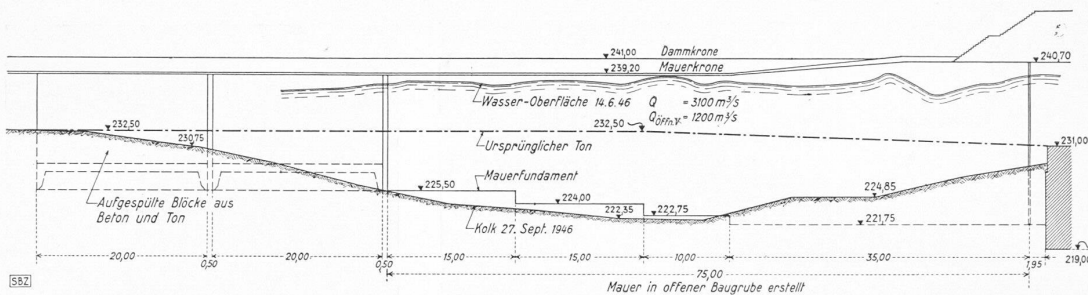 241,00 Dammkrone
239,20 Mauerkrone
240,70
Wasser-Oberfläche 14.6.46 Q = 3100 m³/s
Q Öffn.V. = 1200 m³/s
232,50
232,50
Ursprünglicher Ton
230,75
231,00
Mauerfundament
225,50
224,00
224,85
222,35
222,75
221,75
Aufgespülte Blöcke aus
Beton und Ton
Kolk 27. Sept. 1946
219,00
20,00
0,50
20,00
0,50
15,00
15,00
10,00
35,00
1,95
75,00
Mauer in offener Baugrube erstellt
SBZ